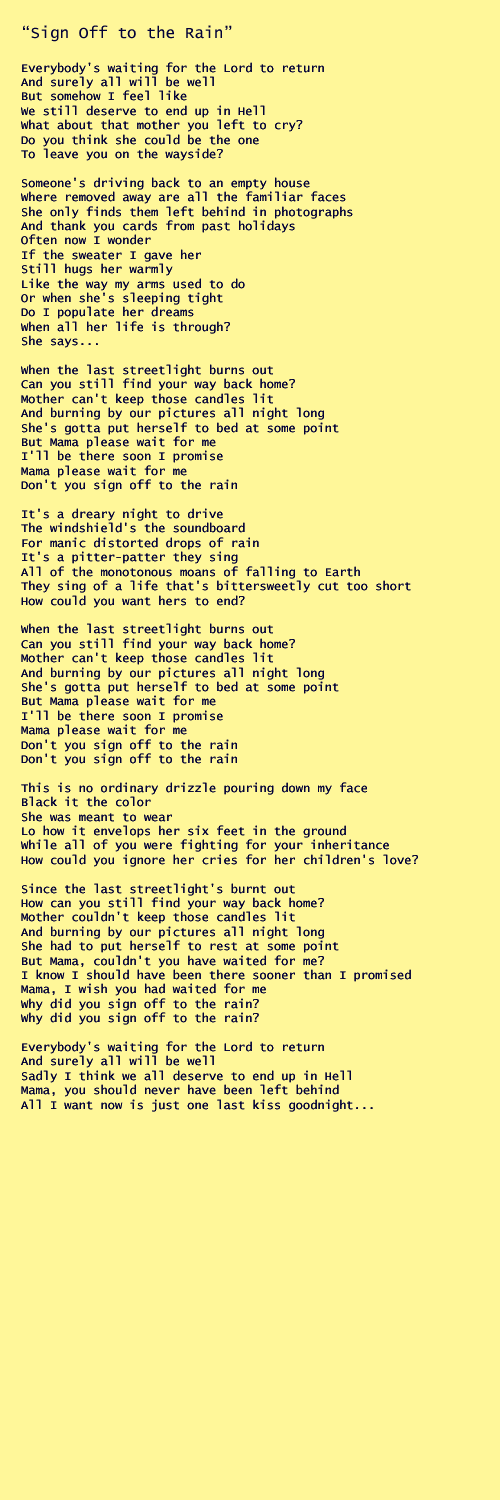 “Sign Off to the Rain”
Everybody's waiting for the Lord to return
And surely all will be well
But somehow I feel like
We still deserve to end up in Hell
What about that mother you left to cry?
Do you think she could be the one
To leave you on the wayside?
Someone's driving back to an empty house
Where removed away are all the familiar faces
She only finds them left behind in photographs
And thank you cards from past holidays
Often now I wonder
If the sweater I gave her
Still hugs her warmly
Like the way my arms used to do
Or when she's sleeping tight
Do I populate her dreams
When all her life is through?
She says...
When the last streetlight burns out
Can you still find your way back home?
Mother can't keep those candles lit
And burning by our pictures all night long
She's gotta put herself to bed at some point
But Mama please wait for me
I'll be there soon I promise
Mama please wait for me
Don't you sign off to the rain
It's a dreary night to drive
The windshield's the soundboard
For manic distorted drops of rain
It's a pitter-patter they sing
All of the monotonous moans of falling to Earth
They sing of a life that's bittersweetly cut too short
How could you want hers to end?
When the last streetlight burns out
Can you still find your way back home?
Mother can't keep those candles lit
And burning by our pictures all night long
She's gotta put herself to bed at some point
But Mama please wait for me
I'll be there soon I promise
Mama please wait for me
Don't you sign off to the rain
Don't you sign off to the rain
This is no ordinary drizzle pouring down my face
Black it the color
She was meant to wear
Lo how it envelops her six feet in the ground
While all of you were fighting for your inheritance
How could you ignore her cries for her children's love?
Since the last streetlight's burnt out
How can you still find your way back home?
Mother couldn't keep those candles lit
And burning by our pictures all night long
She had to put herself to rest at some point
But Mama, couldn't you have waited for me?
I know I should have been there sooner than I promised
Mama, I wish you had waited for me
Why did you sign off to the rain?
Why did you sign off to the rain?
Everybody's waiting for the Lord to return
And surely all will be well
Sadly I think we all deserve to end up in Hell
Mama, you should never have been left behind
All I want now is just one last kiss goodnight...